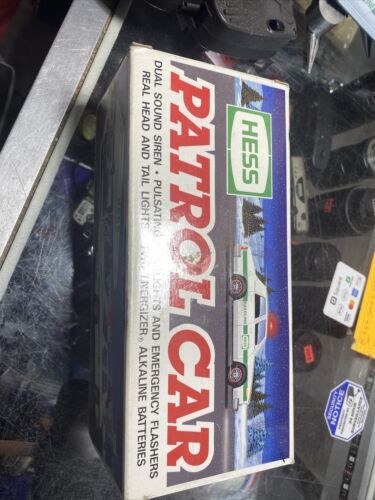 HESS
PATROL CAR
DUAL SOUND SIREN • PULSATING LIGHTS AND EMERGENCY FLASHERS
REAL HEAD AND TAIL LIGHTS ENERGIZER® ALKALINE BATTERIES